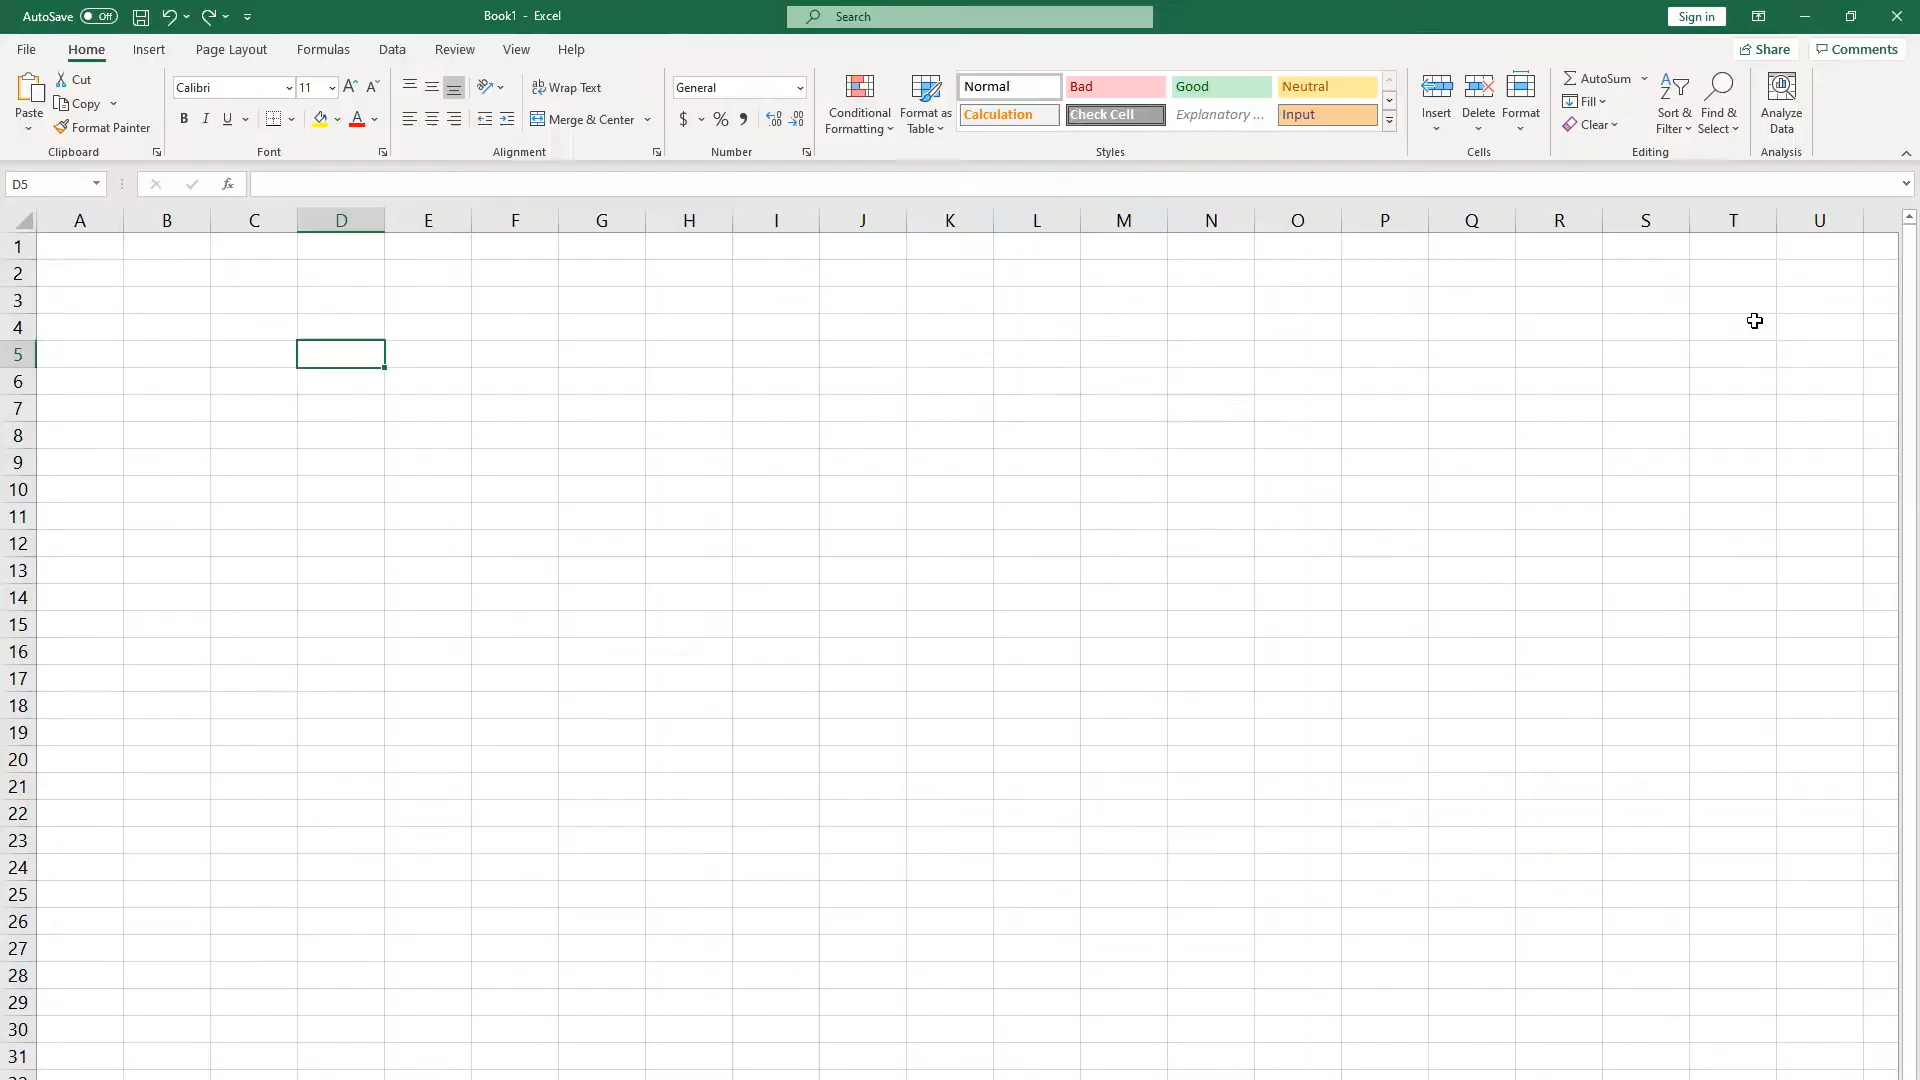 AutoSave Off Book1 - Excel Search Sign in
File Home Insert Page Layout Formulas Data Review View Help Share Comments
Paste Cut Copy Format Painter Clipboard
Calibri 11 A A B I U A Font
Wrap Text Merge & Center Alignment
General $ % Number
Conditional Formatting Format as Table
Normal Bad Good Neutral
Calculation Check Cell Explanatory ... Input
Styles
Insert Delete Format Cells
AutoSum Fill Clear Sort & Filter Find & Select Editing
Analyze Data Analysis
D5 fx
A B C D E F G H I J K L M N O P Q R S T U
1
2
3
4
5
6
7
8
9
10
11
12
13
14
15
16
17
18
19
20
21
22
23
24
25
26
27
28
29
30
31